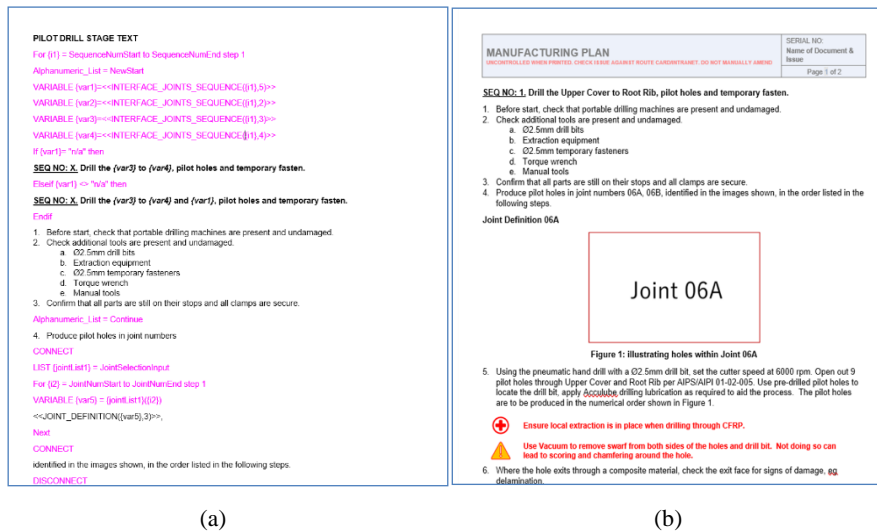 PILOT DRILL STAGE TEXT
For {i1} = SequenceNumStart to SequenceNumEnd step 1
Alphanumeric_List = NewStart
VARIABLE {var1}=<<INTERFACE_JOINTS_SEQUENCE({i1},5)>>
VARIABLE {var2}=<<INTERFACE_JOINTS_SEQUENCE({i1},2)>>
VARIABLE {var3}=<<INTERFACE_JOINTS_SEQUENCE({i1},3)>>
VARIABLE {var4}=<<INTERFACE_JOINTS_SEQUENCE({i1},4)>>
If {var1}= "n/a" then
SEQ NO: X. Drill the {var3} to {var4}, pilot holes and temporary fasten.
Elseif {var1} <> "n/a" then
SEQ NO: X. Drill the {var3} to {var4} and {var1}, pilot holes and temporary fasten.
Endif
1. Before start, check that portable drilling machines are present and undamaged.
2. Check additional tools are present and undamaged.
a. Ø2.5mm drill bits
b. Extraction equipment
c. Ø2.5mm temporary fasteners
d. Torque wrench
e. Manual tools
3. Confirm that all parts are still on their stops and all clamps are secure.
Alphanumeric_List = Continue
4. Produce pilot holes in joint numbers
CONNECT
LIST {jointList1} = JointSelectionInput
For {i2} = JointNumStart to JointNumEnd step 1
VARIABLE {var5} = {jointList1}({i2})
<<JOINT_DEFINITION({var5},3)>>,
Next
CONNECT
identified in the images shown, in the order listed in the following steps.
DISCONNECT
(a)
MANUFACTURING PLAN
UNCONTROLLED WHEN PRINTED. CHECK ISSUE AGAINST ROUTE CARD/INTRANET. DO NOT MANUALLY AMEND
SERIAL NO:
Name of Document &
Issue
Page 1 of 2
SEQ NO: 1. Drill the Upper Cover to Root Rib, pilot holes and temporary fasten.
1. Before start, check that portable drilling machines are present and undamaged.
2. Check additional tools are present and undamaged.
a. Ø2.5mm drill bits
b. Extraction equipment
c. Ø2.5mm temporary fasteners
d. Torque wrench
e. Manual tools
3. Confirm that all parts are still on their stops and all clamps are secure.
4. Produce pilot holes in joint numbers 06A, 06B, identified in the images shown, in the order listed in the
following steps.
Joint Definition 06A
Joint 06A
Figure 1: illustrating holes within Joint 06A
5. Using the pneumatic hand drill with a Ø2.5mm drill bit, set the cutter speed at 6000 rpm. Open out 9
pilot holes through Upper Cover and Root Rib per AIPS/AIPI 01-02-005. Use pre-drilled pilot holes to
locate the drill bit, apply Acculube drilling lubrication as required to aid the process. The pilot holes
are to be produced in the numerical order shown in Figure 1.
Ensure local extraction is in place when drilling through CFRP.
Use Vacuum to remove swarf from both sides of the holes and drill bit. Not doing so can
lead to scoring and chamfering around the hole.
6. Where the hole exits through a composite material, check the exit face for signs of damage, eg
delamination.
(b)